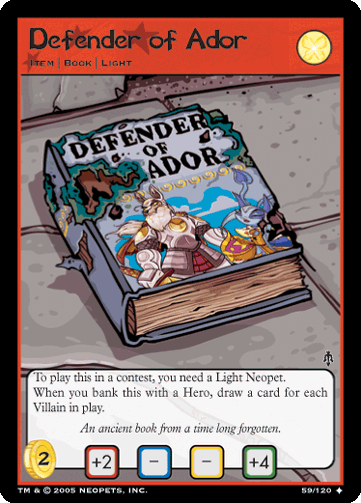 Defender of Ador
Item | Book | Light
DEFENDER
OF
ADOR
To play this in a contest, you need a Light Neopet.
When you bank this with a Hero, draw a card for each
Villain in play.
An ancient book from a time long forgotten.
2
+2
–
–
+4
TM & © 2005 NEOPETS, INC.
59/120